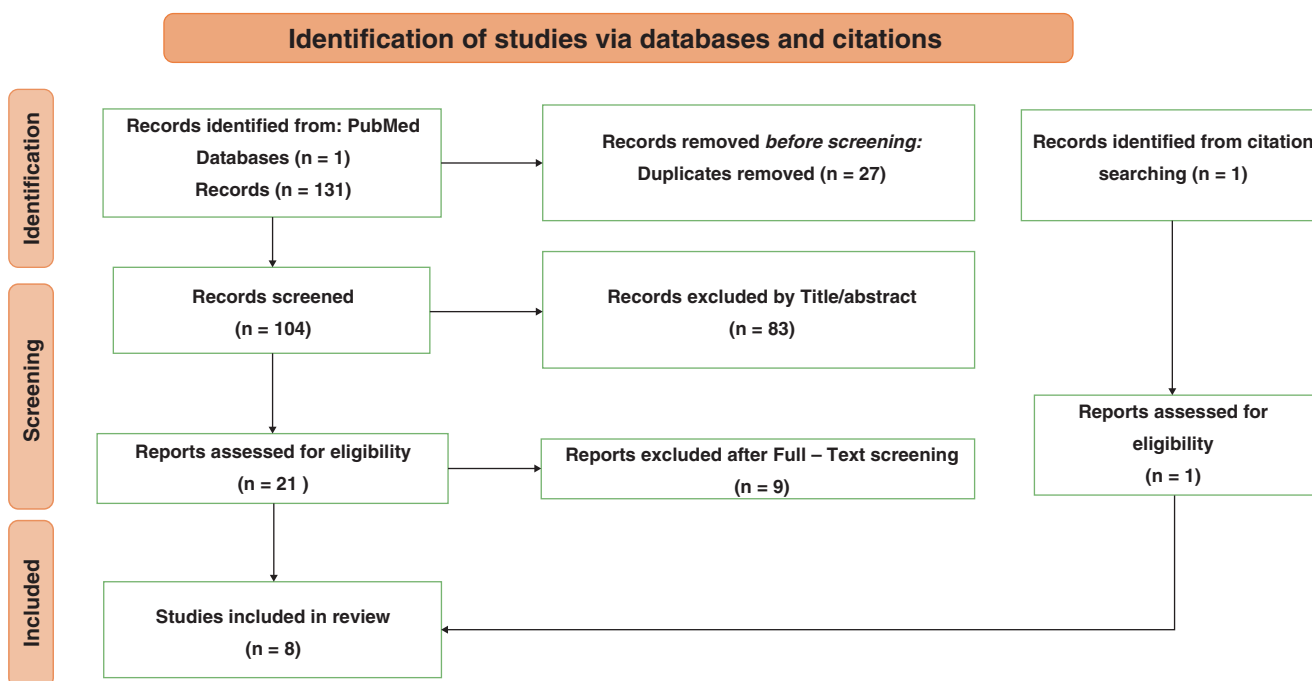 Identification of studies via databases and citations
Identification
Records identified from: PubMed
Databases (n = 1)
Records (n = 131)
Records removed before screening:
Duplicates removed (n = 27)
Records identified from citation
searching (n = 1)
Screening
Records screened
(n = 104)
Records excluded by Title/abstract
(n = 83)
Reports assessed for eligibility
(n = 21 )
Reports excluded after Full – Text screening
(n = 9)
Reports assessed for
eligibility
(n = 1)
Included
Studies included in review
(n = 8)